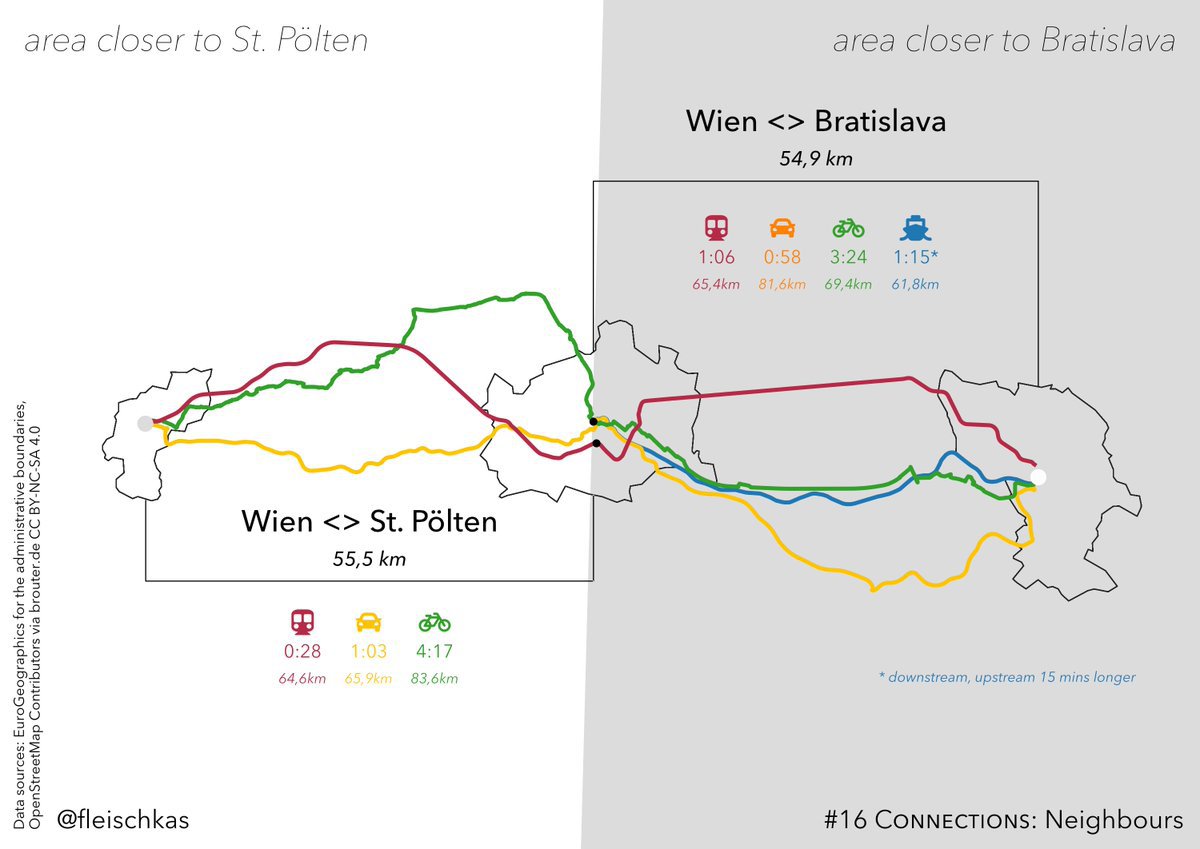 area closer to St. Pölten
area closer to Bratislava
Wien <> Bratislava
54,9 km
1:06 0:58 3:24 1:15*
65,4km 81,6km 69,4km 61,8km
Wien <> St. Pölten
55,5 km
0:28 1:03 4:17
64,6km 65,9km 83,6km
* downstream, upstream 15 mins longer
Data sources: EuroGeographics for the administrative boundaries,
OpenStreetMap Contributors via brouter.de CC BY-NC-SA 4.0
@fleischkas
#16 Connections: Neighbours